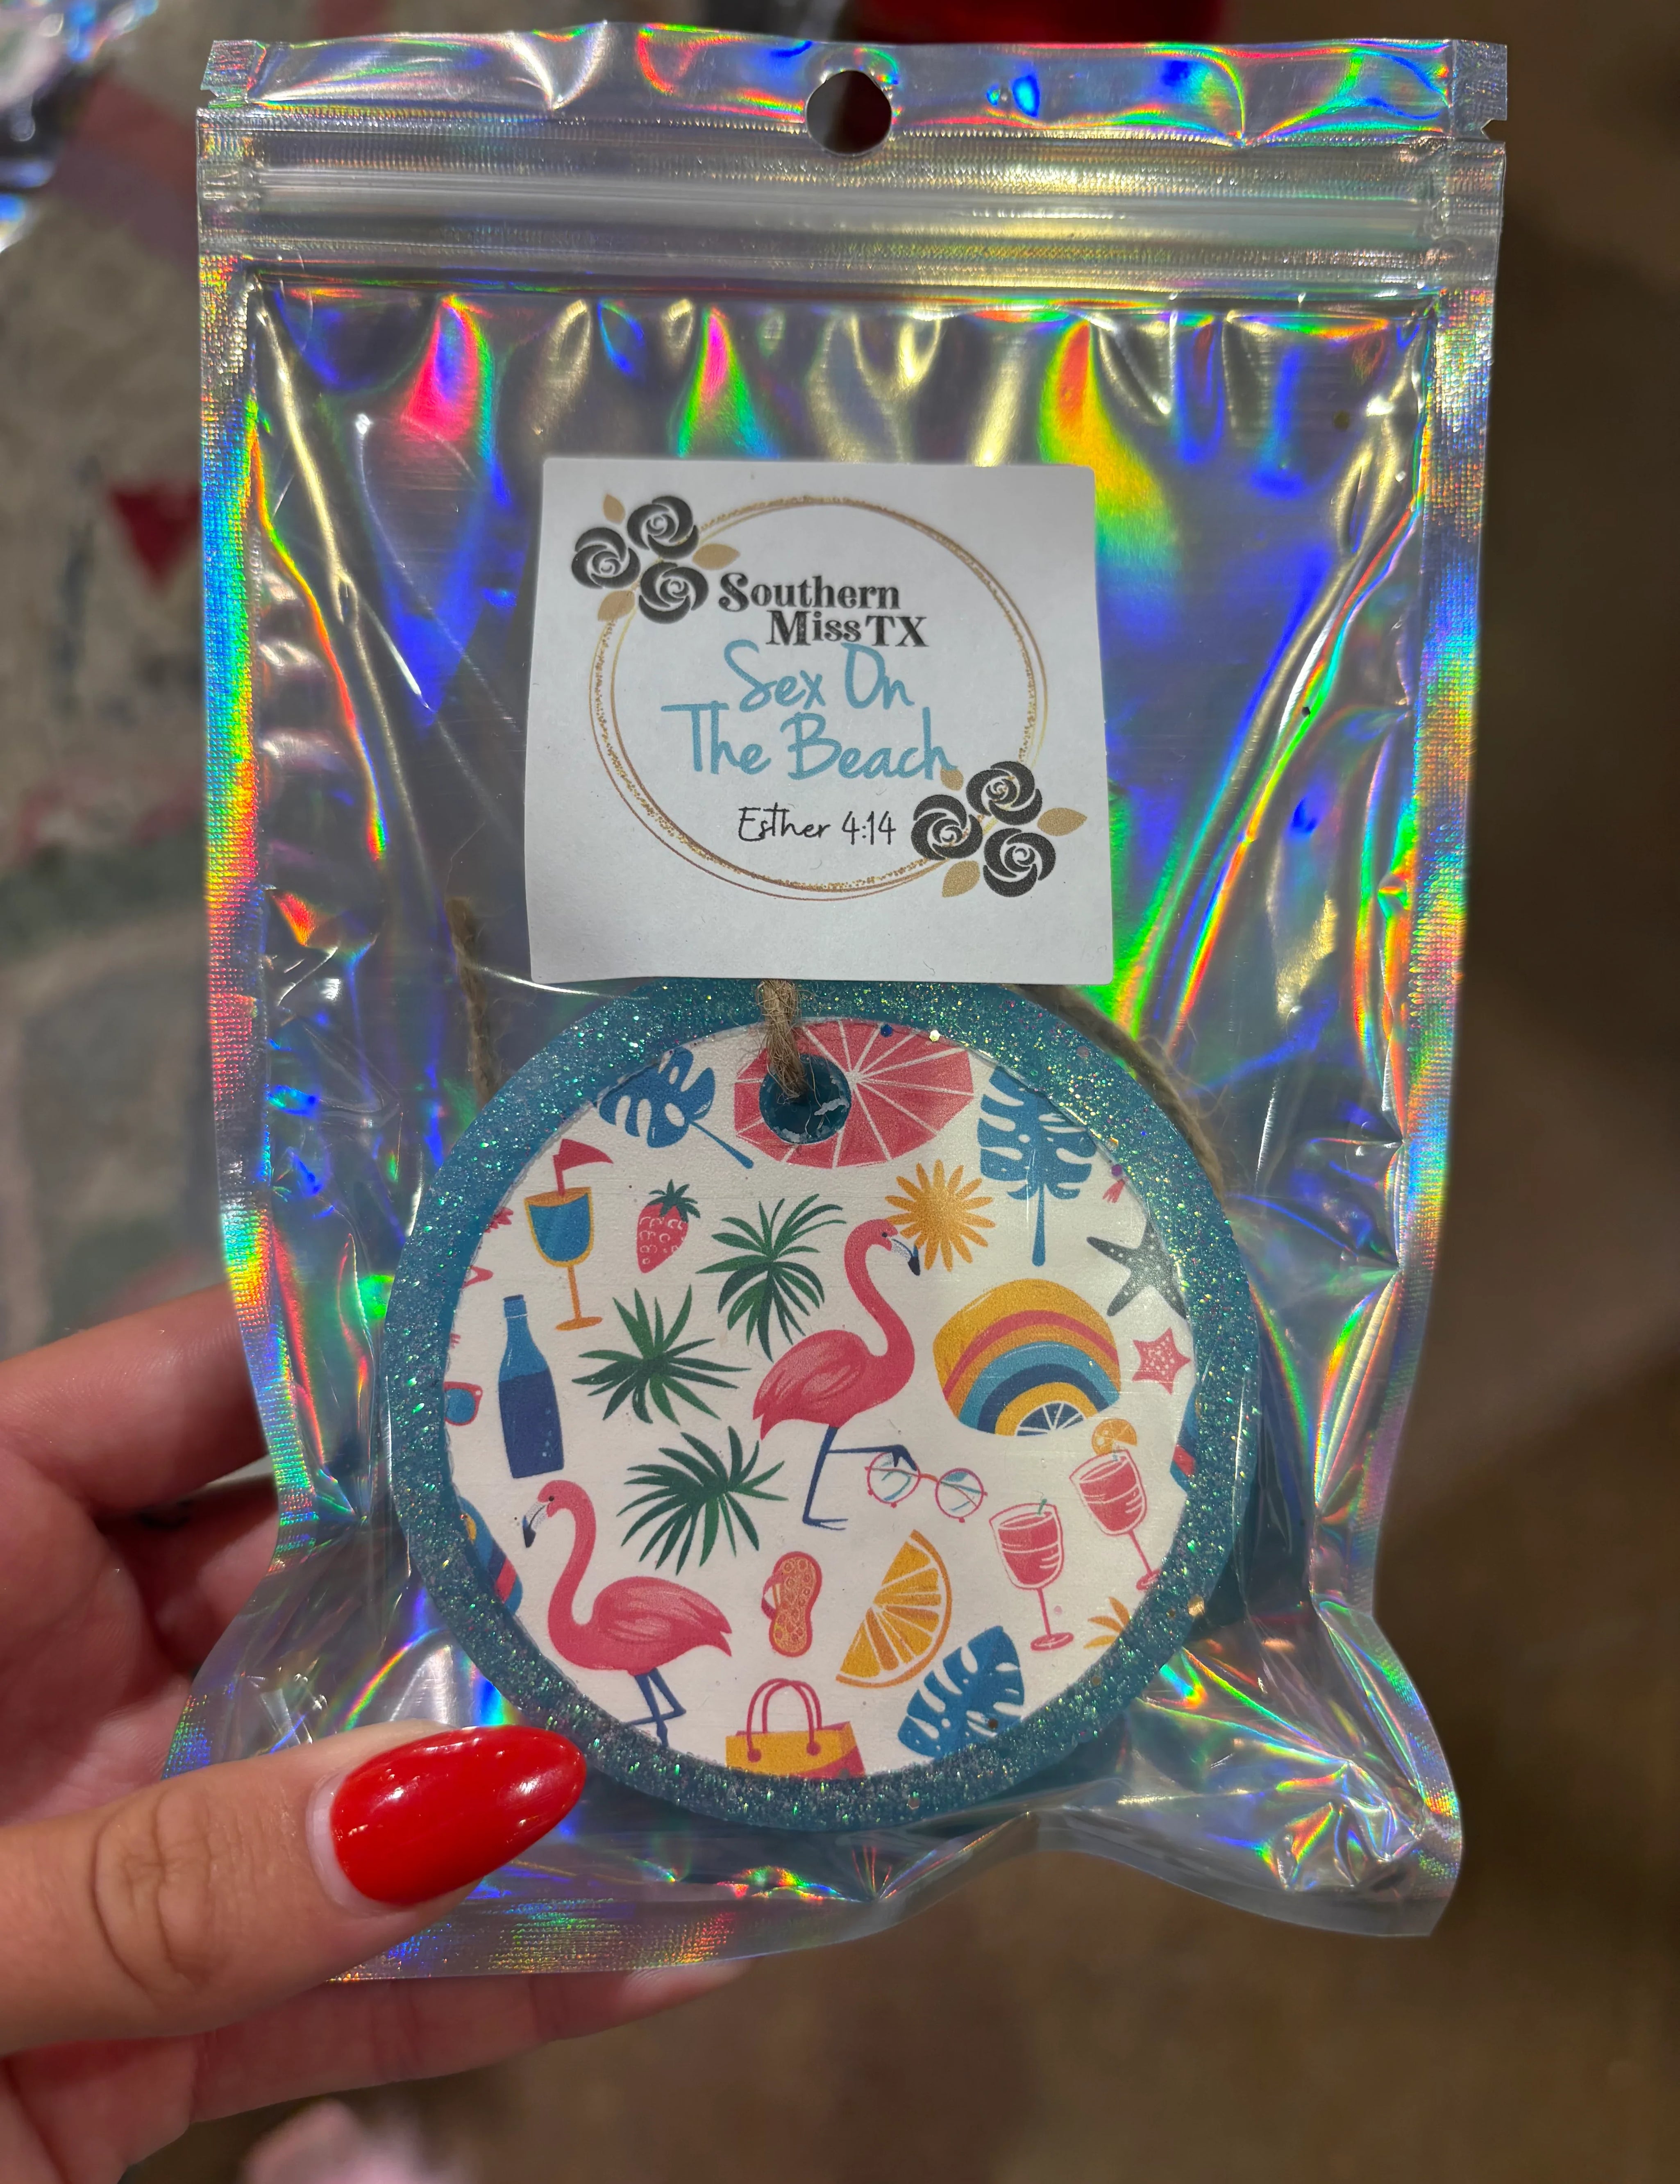 Southern
Miss TX
Sex On
The Beach
Esther 4:14